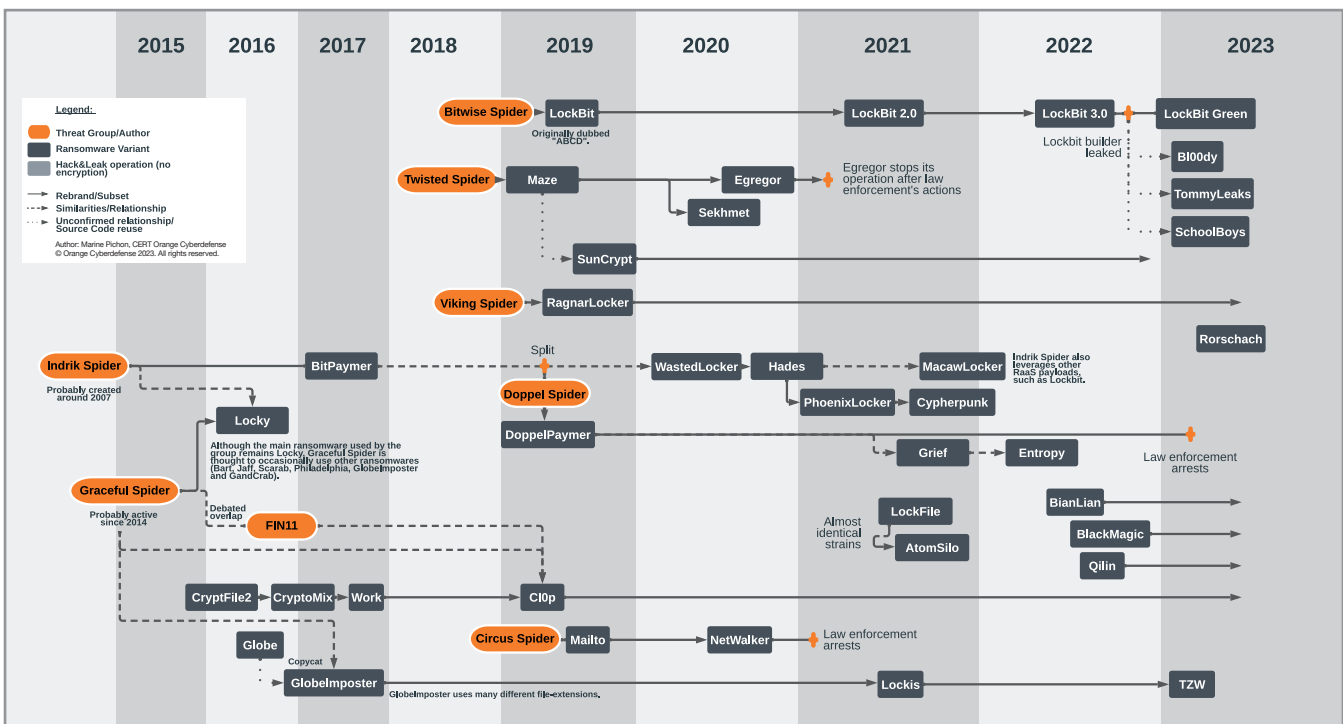 2015
2016
2017
2018
2019
2020
2021
2022
2023
Legend:
Threat Group/Author
Ransomware Variant
Hack&Leak operation (no
encryption)
Rebrand/Subset
Similarities/Relationship
Unconfirmed relationship/
Source Code reuse
Author: Marine Pichon, CERT Orange Cyberdefense
© Orange Cyberdefense 2023. All rights reserved.
Bitwise Spider
LockBit
Originally dubbed
"ABCD".
LockBit 2.0
LockBit 3.0
LockBit Green
Lockbit builder
leaked
Bl00dy
TommyLeaks
SchoolBoys
Twisted Spider
Maze
Egregor
Sekhmet
Egregor stops its
operation after law
enforcement's actions
SunCrypt
Viking Spider
RagnarLocker
Rorschach
Indrik Spider
Probably created
around 2007
BitPaymer
Split
WastedLocker
Hades
MacawLocker
Indrik Spider also
leverages other
RaaS payloads,
such as Lockbit.
Doppel Spider
PhoenixLocker
Cypherpunk
Locky
Although the main ransomware used by the
group remains Locky, Graceful Spider is
thought to occasionally use other ransomwares
(Bart, Jaff, Scarab, Philadelphia, GlobeImposter
and GandCrab).
DoppelPaymer
Grief
Entropy
Law enforcement
arrests
Graceful Spider
Probably active
since 2014
Debated
overlap
FIN11
BianLian
LockFile
Almost
identical
strains
AtomSilo
BlackMagic
Qilin
CryptFile2
CryptoMix
Work
Cl0p
Circus Spider
Mailto
NetWalker
Law enforcement
arrests
Globe
Copycat
GlobeImposter
GlobeImposter uses many different file-extensions.
Lockis
TZW